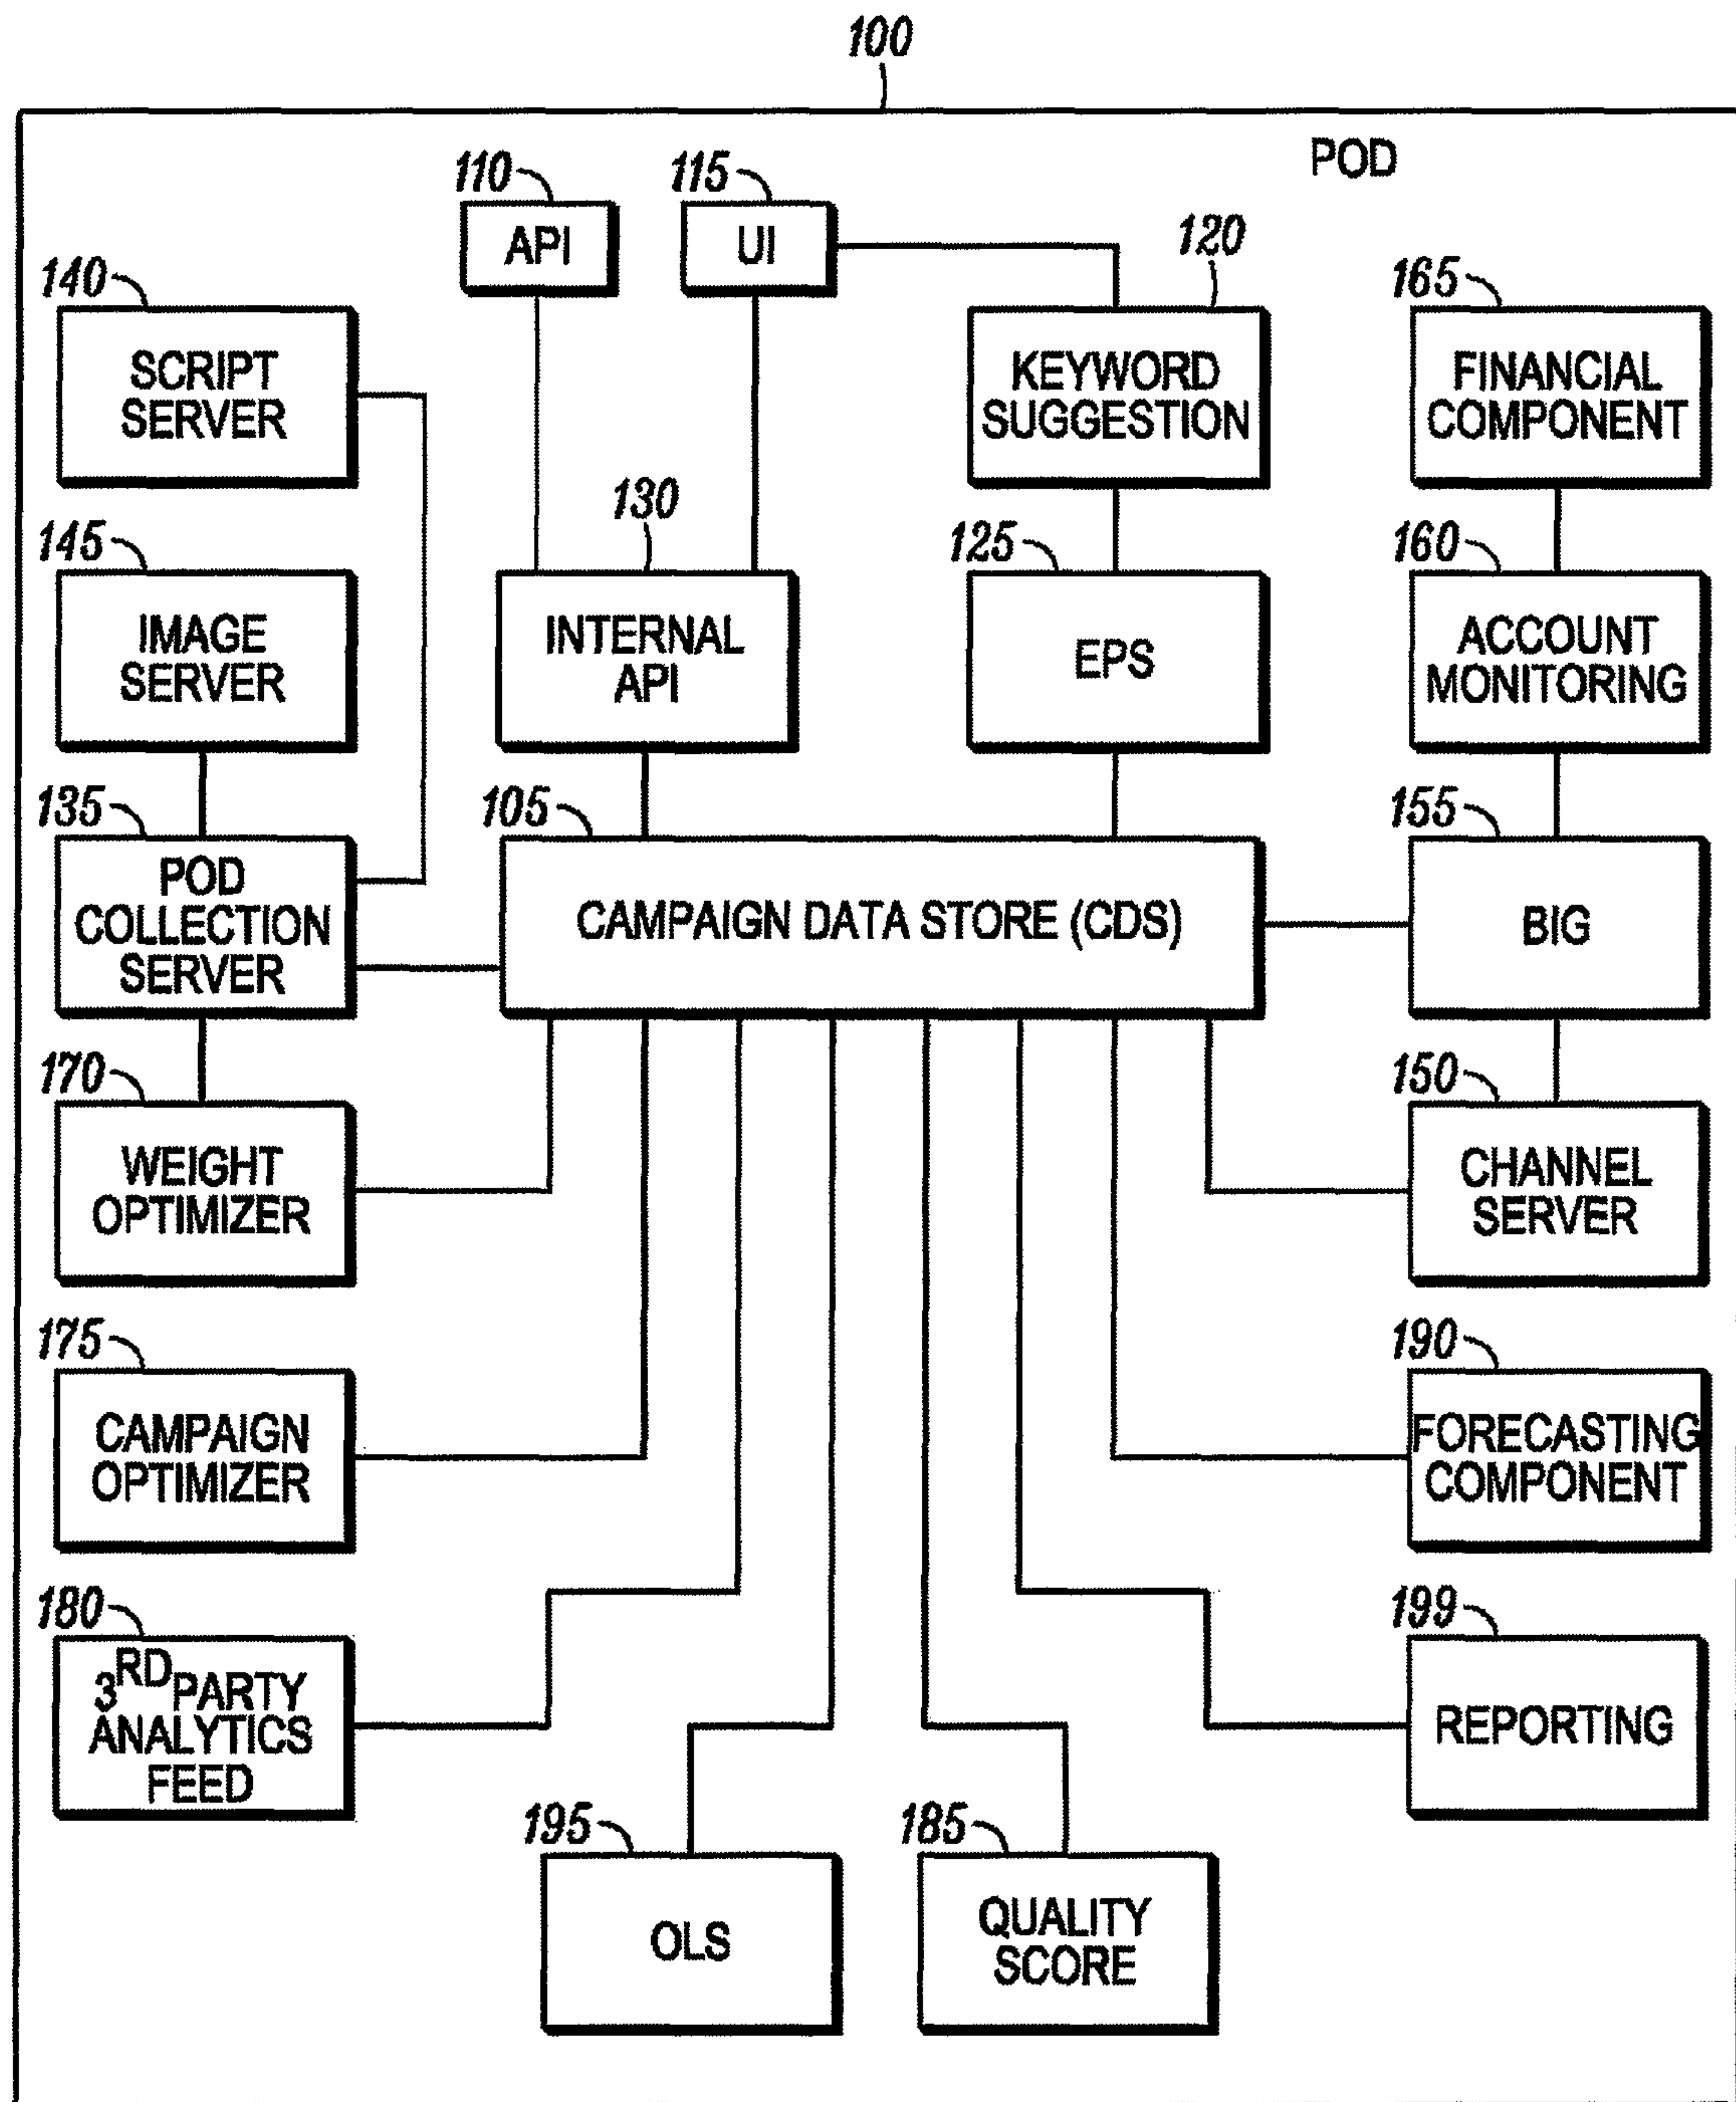 100
POD
110
API
115
UI
120
KEYWORD
SUGGESTION
165
FINANCIAL
COMPONENT
140
SCRIPT
SERVER
145
IMAGE
SERVER
130
INTERNAL
API
125
EPS
160
ACCOUNT
MONITORING
135
POD
COLLECTION
SERVER
105
CAMPAIGN DATA STORE (CDS)
155
BIG
170
WEIGHT
OPTIMIZER
150
CHANNEL
SERVER
175
CAMPAIGN
OPTIMIZER
190
FORECASTING
COMPONENT
180
3RD PARTY
ANALYTICS
FEED
199
REPORTING
195
OLS
185
QUALITY
SCORE